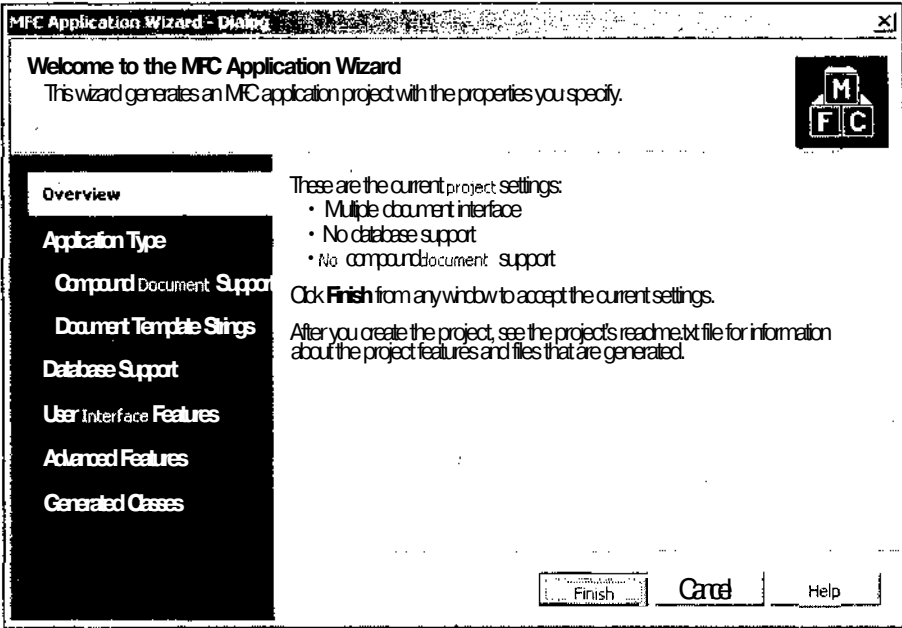 MFC Application Wizard - Dialog
Welcome to the MFC Application Wizard
This wizard generates an MFC application project with the properties you specify.
M
F C
Overview
Application Type
Compound Document Support
Document Template Strings
Database Support
User Interface Features
Advanced Features
Generated Classes
These are the current project settings:
• Multiple document interface
• No database support
• No compound document support
Click Finish from any window to accept the current settings.
After you create the project, see the project's readme.txt file for information
about the project features and files that are generated.
Finish Cancel Help